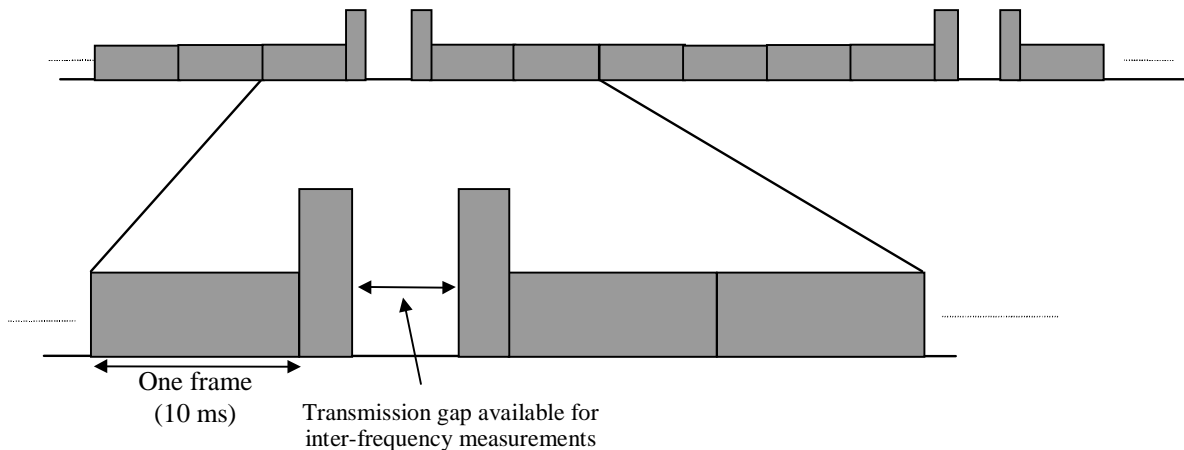 One frame
(10 ms)
Transmission gap available for
inter-frequency measurements